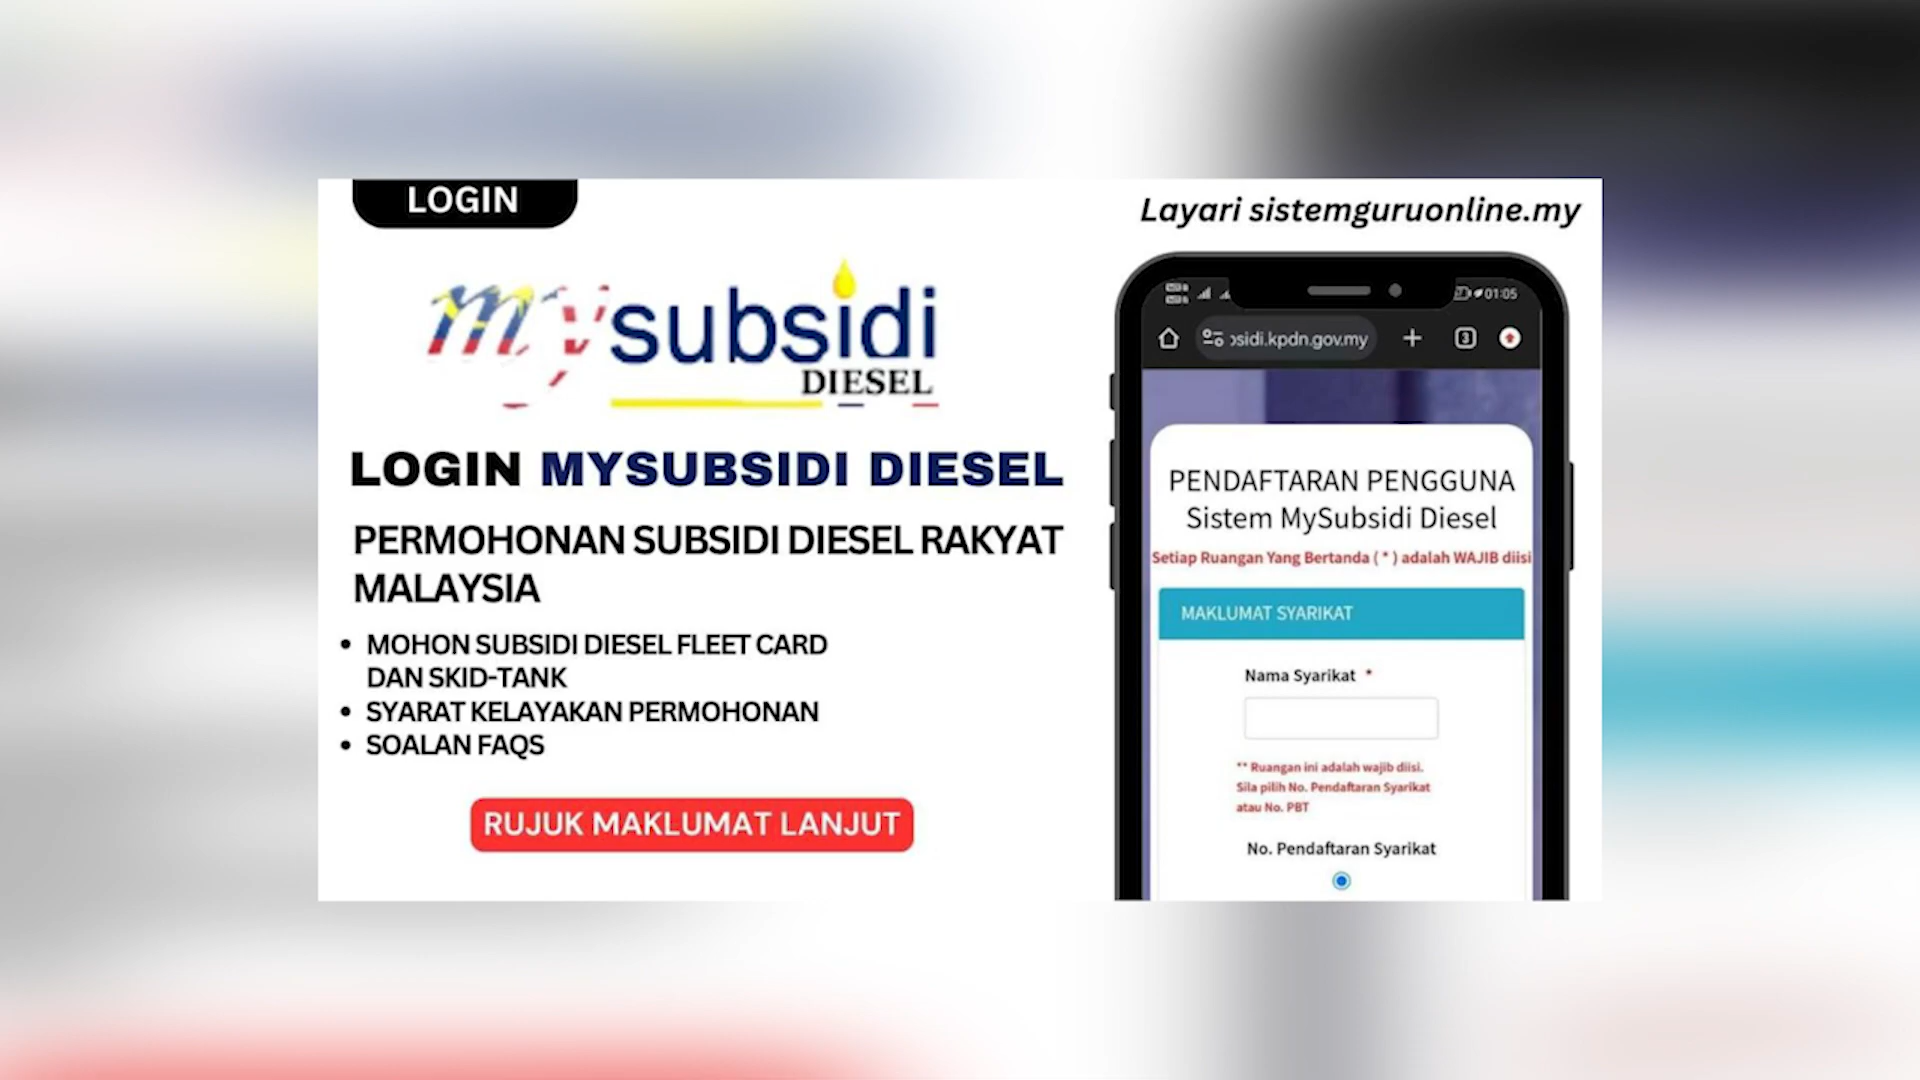 LOGIN
Layari sistemguruonline.my
mysubsidi
DIESEL
LOGIN MYSUBSIDI DIESEL
PERMOHONAN SUBSIDI DIESEL RAKYAT
MALAYSIA
• MOHON SUBSIDI DIESEL FLEET CARD
DAN SKID-TANK
• SYARAT KELAYAKAN PERMOHONAN
• SOALAN FAQS
RUJUK MAKLUMAT LANJUT
01:05
sidi.kpdn.gov.my
3
PENDAFTARAN PENGGUNA
Sistem MySubsidi Diesel
Setiap Ruangan Yang Bertanda ( * ) adalah WAJIB diisi
MAKLUMAT SYARIKAT
Nama Syarikat *
** Ruangan ini adalah wajib diisi.
Sila pilih No. Pendaftaran Syarikat
atau No. PBT
No. Pendaftaran Syarikat